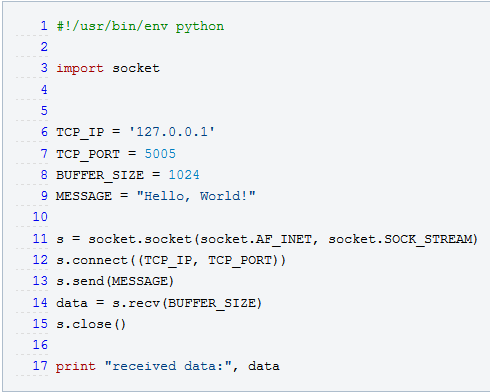 1 #!/usr/bin/env python
2
3 import socket
4
5
6 TCP_IP = '127.0.0.1'
7 TCP_PORT = 5005
8 BUFFER_SIZE = 1024
9 MESSAGE = "Hello, World!"
10
11 s = socket.socket(socket.AF_INET, socket.SOCK_STREAM)
12 s.connect((TCP_IP, TCP_PORT))
13 s.send(MESSAGE)
14 data = s.recv(BUFFER_SIZE)
15 s.close()
16
17 print "received data:", data